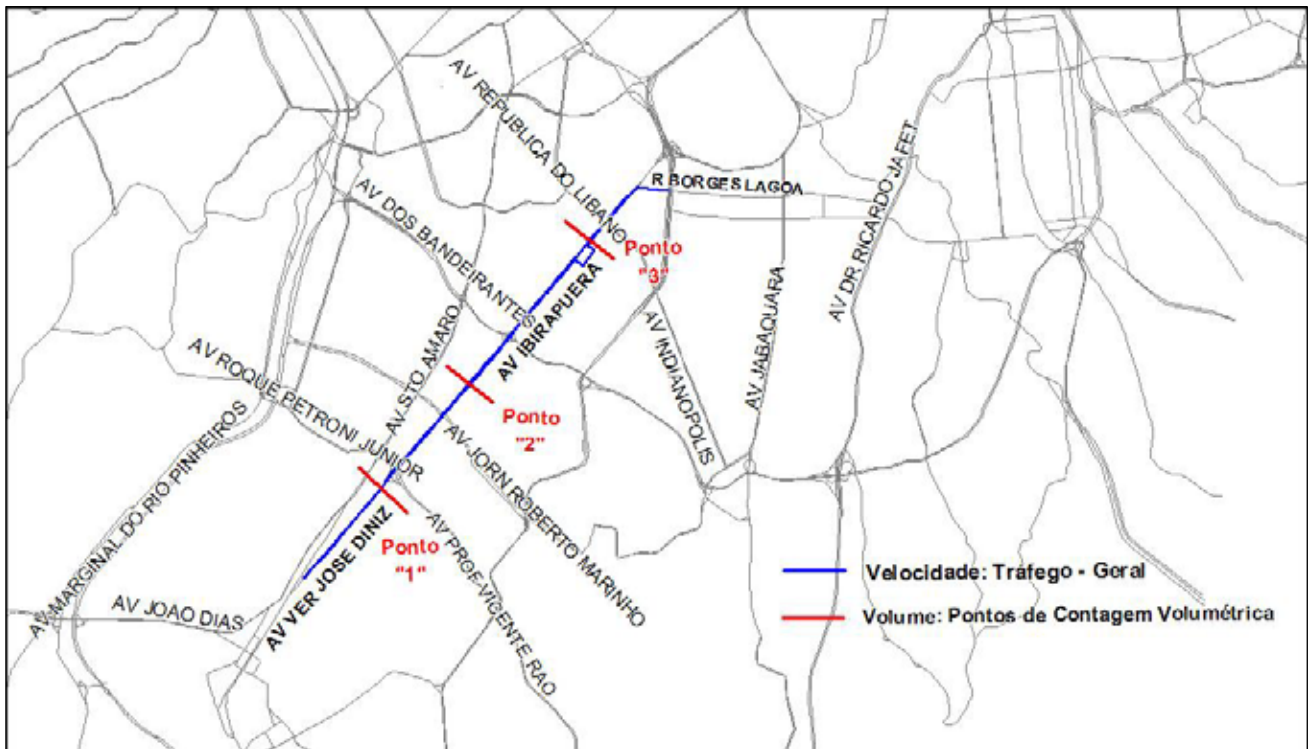 AV REPUBLICA DO LIBANO
R BORGES LAGOA
AV DOS BANDEIRANTES
AV DR RICARDO JAFET
Ponto
"3"
AV IBIRAPUERA
AV STO AMARO
AV INDIANOPOLIS
AV JABAQUARA
AV ROQUE PETRONI JUNIOR
AV MARGINAL DO RIO PINHEIROS
Ponto
"2"
AV JORN ROBERTO MARINHO
AV VER JOSE DINIZ
Ponto
"1"
AV PROF VICENTE RAO
AV JOAO DIAS
Velocidade: Tráfego - Geral
Volume: Pontos de Contagem Volumétrica